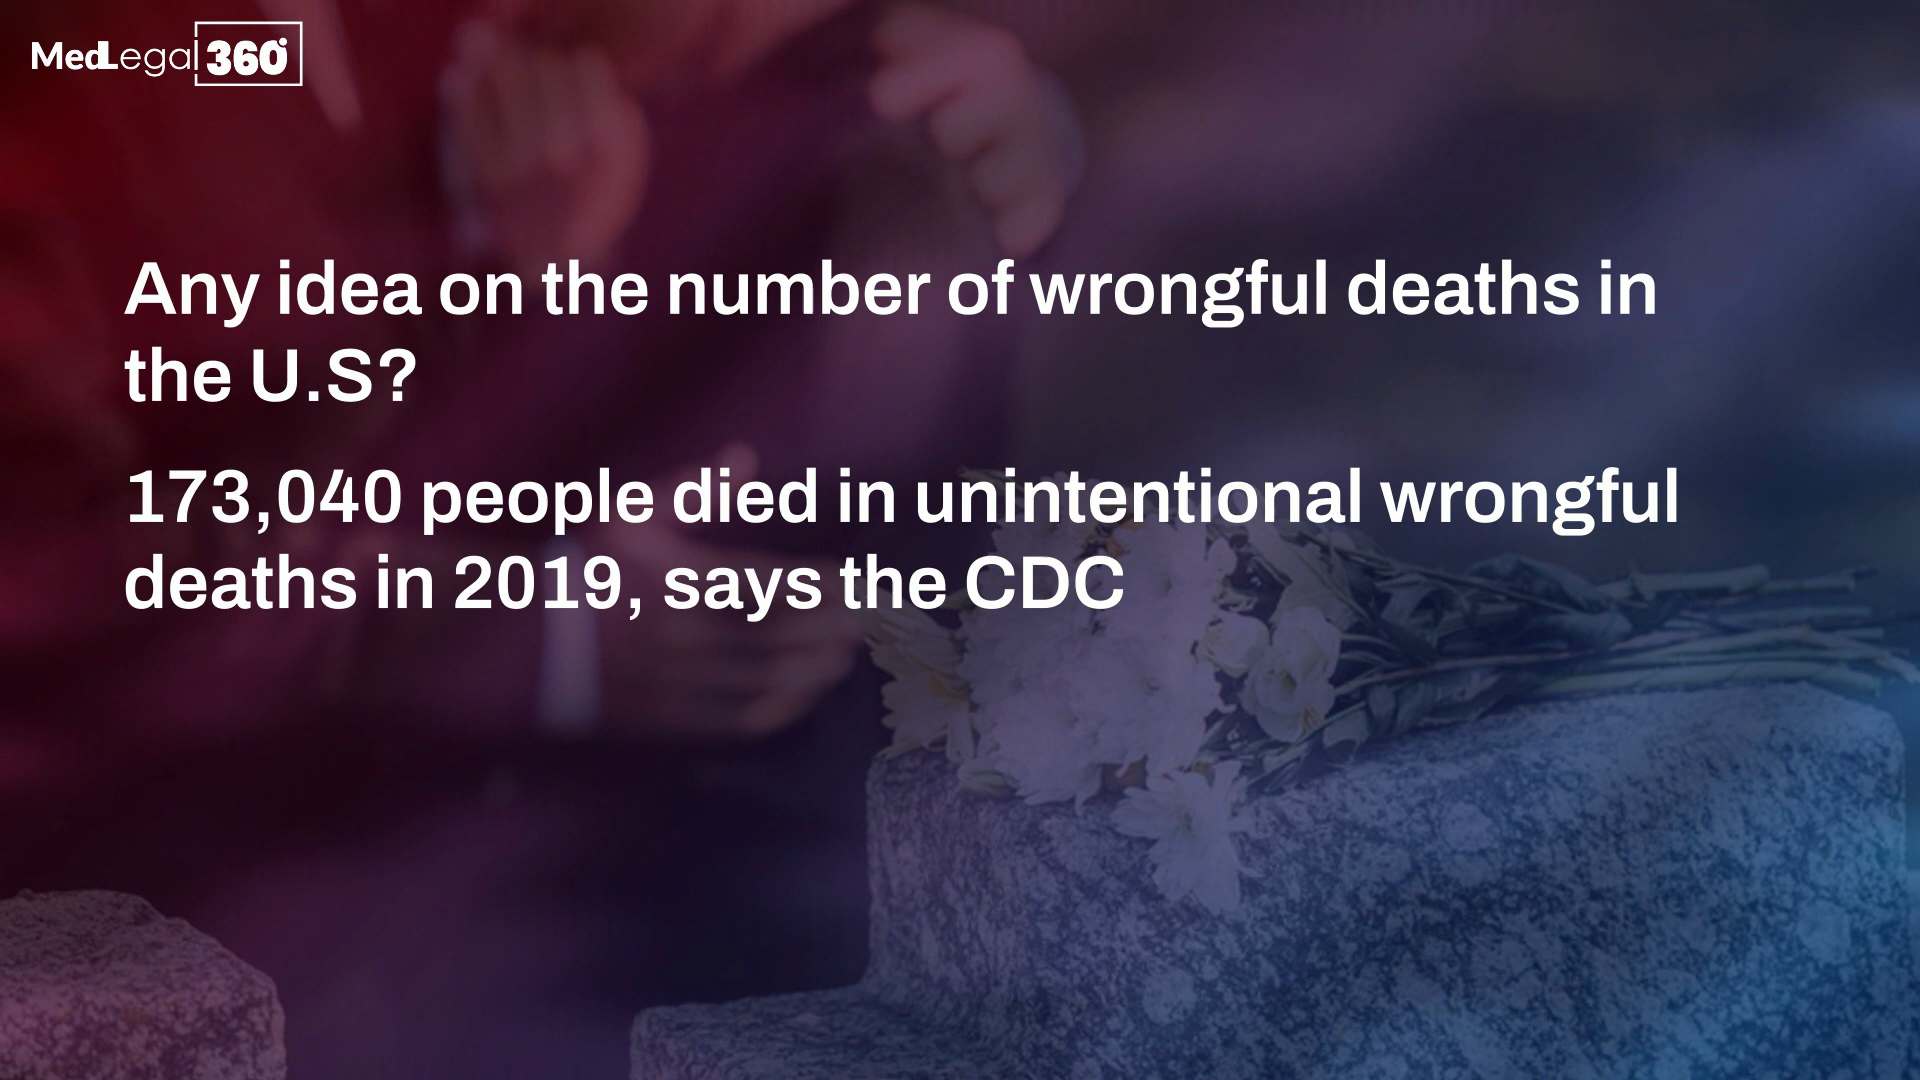 MedLegal 360°
Any idea on the number of wrongful deaths in
the U.S?
173,040 people died in unintentional wrongful
deaths in 2019, says the CDC